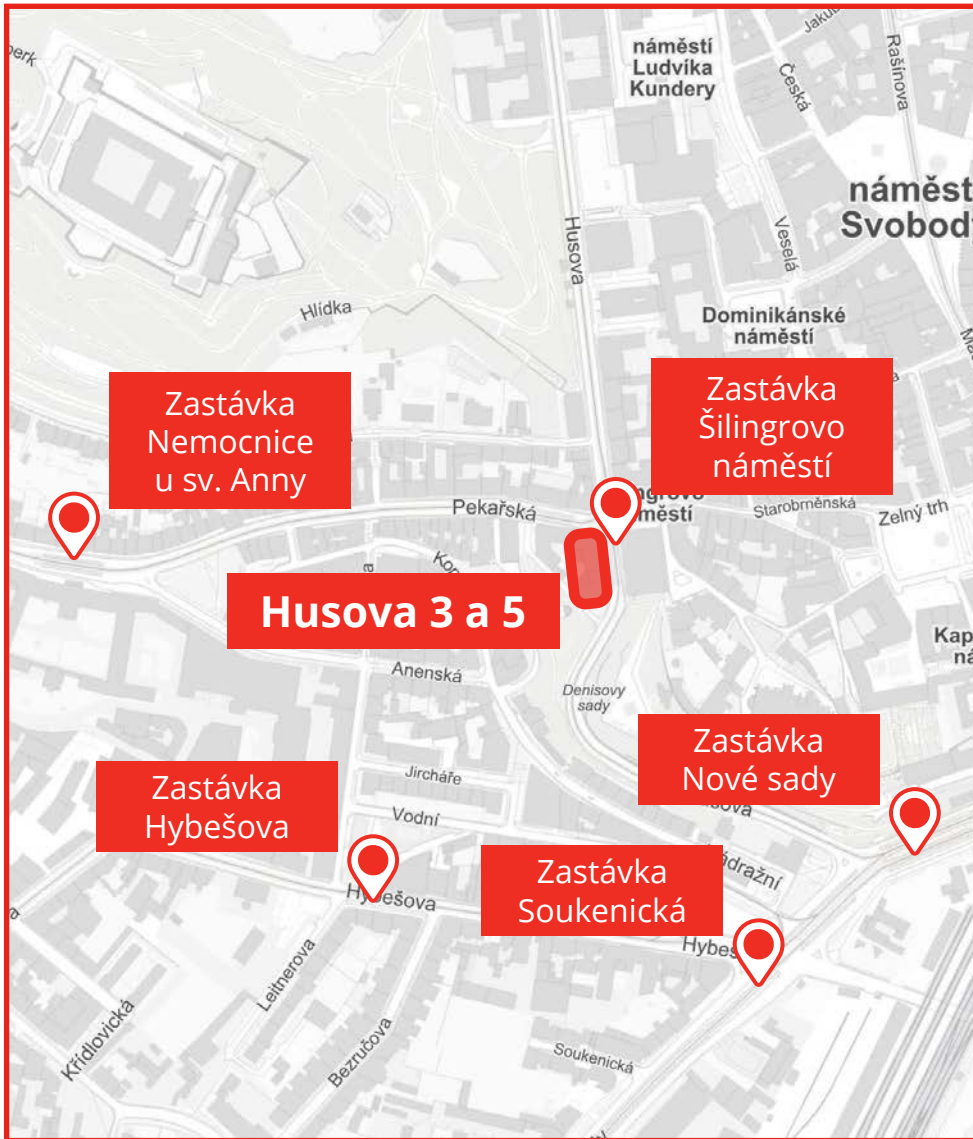 náměstí
Ludvíka
Kundery
Česká
Rašínova
náměst
Svobod
Husova
Veselá
Hlídka
Dominikánské
náměstí
Zastávka
Nemocnice
u sv. Anny
Zastávka
Šilingrovo
náměstí
Pekařská
Starobrněnská
Zelný trh
Husova 3 a 5
Anenská
Denisovy
sady
Zastávka
Nové sady
Jircháře
Zastávka
Hybešova
Vodní
Zastávka
Soukenická
Hybešova
Leitnerova
Křídlovická
Bezručova
Soukenická